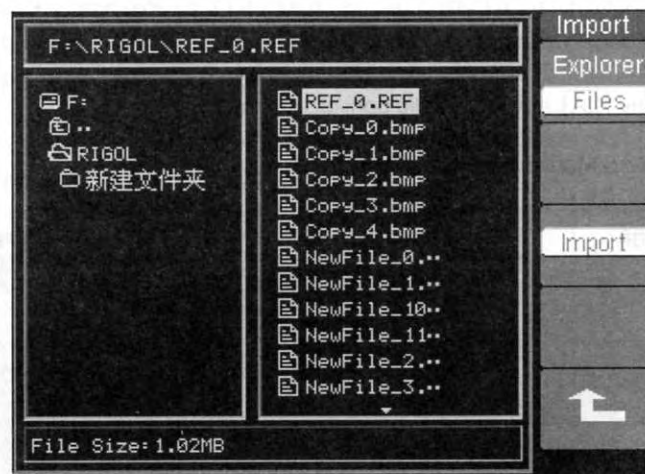 F:\RIGOL\REF_0.REF
F:
..
RIGOL
新建文件夹
REF_0.REF
Copy_0.bmp
Copy_1.bmp
Copy_2.bmp
Copy_3.bmp
Copy_4.bmp
NewFile_0.··
NewFile_1.··
NewFile_10··
NewFile_11··
NewFile_2.··
NewFile_3.··
File Size:1.02MB
Import
Explorer
Files
Import